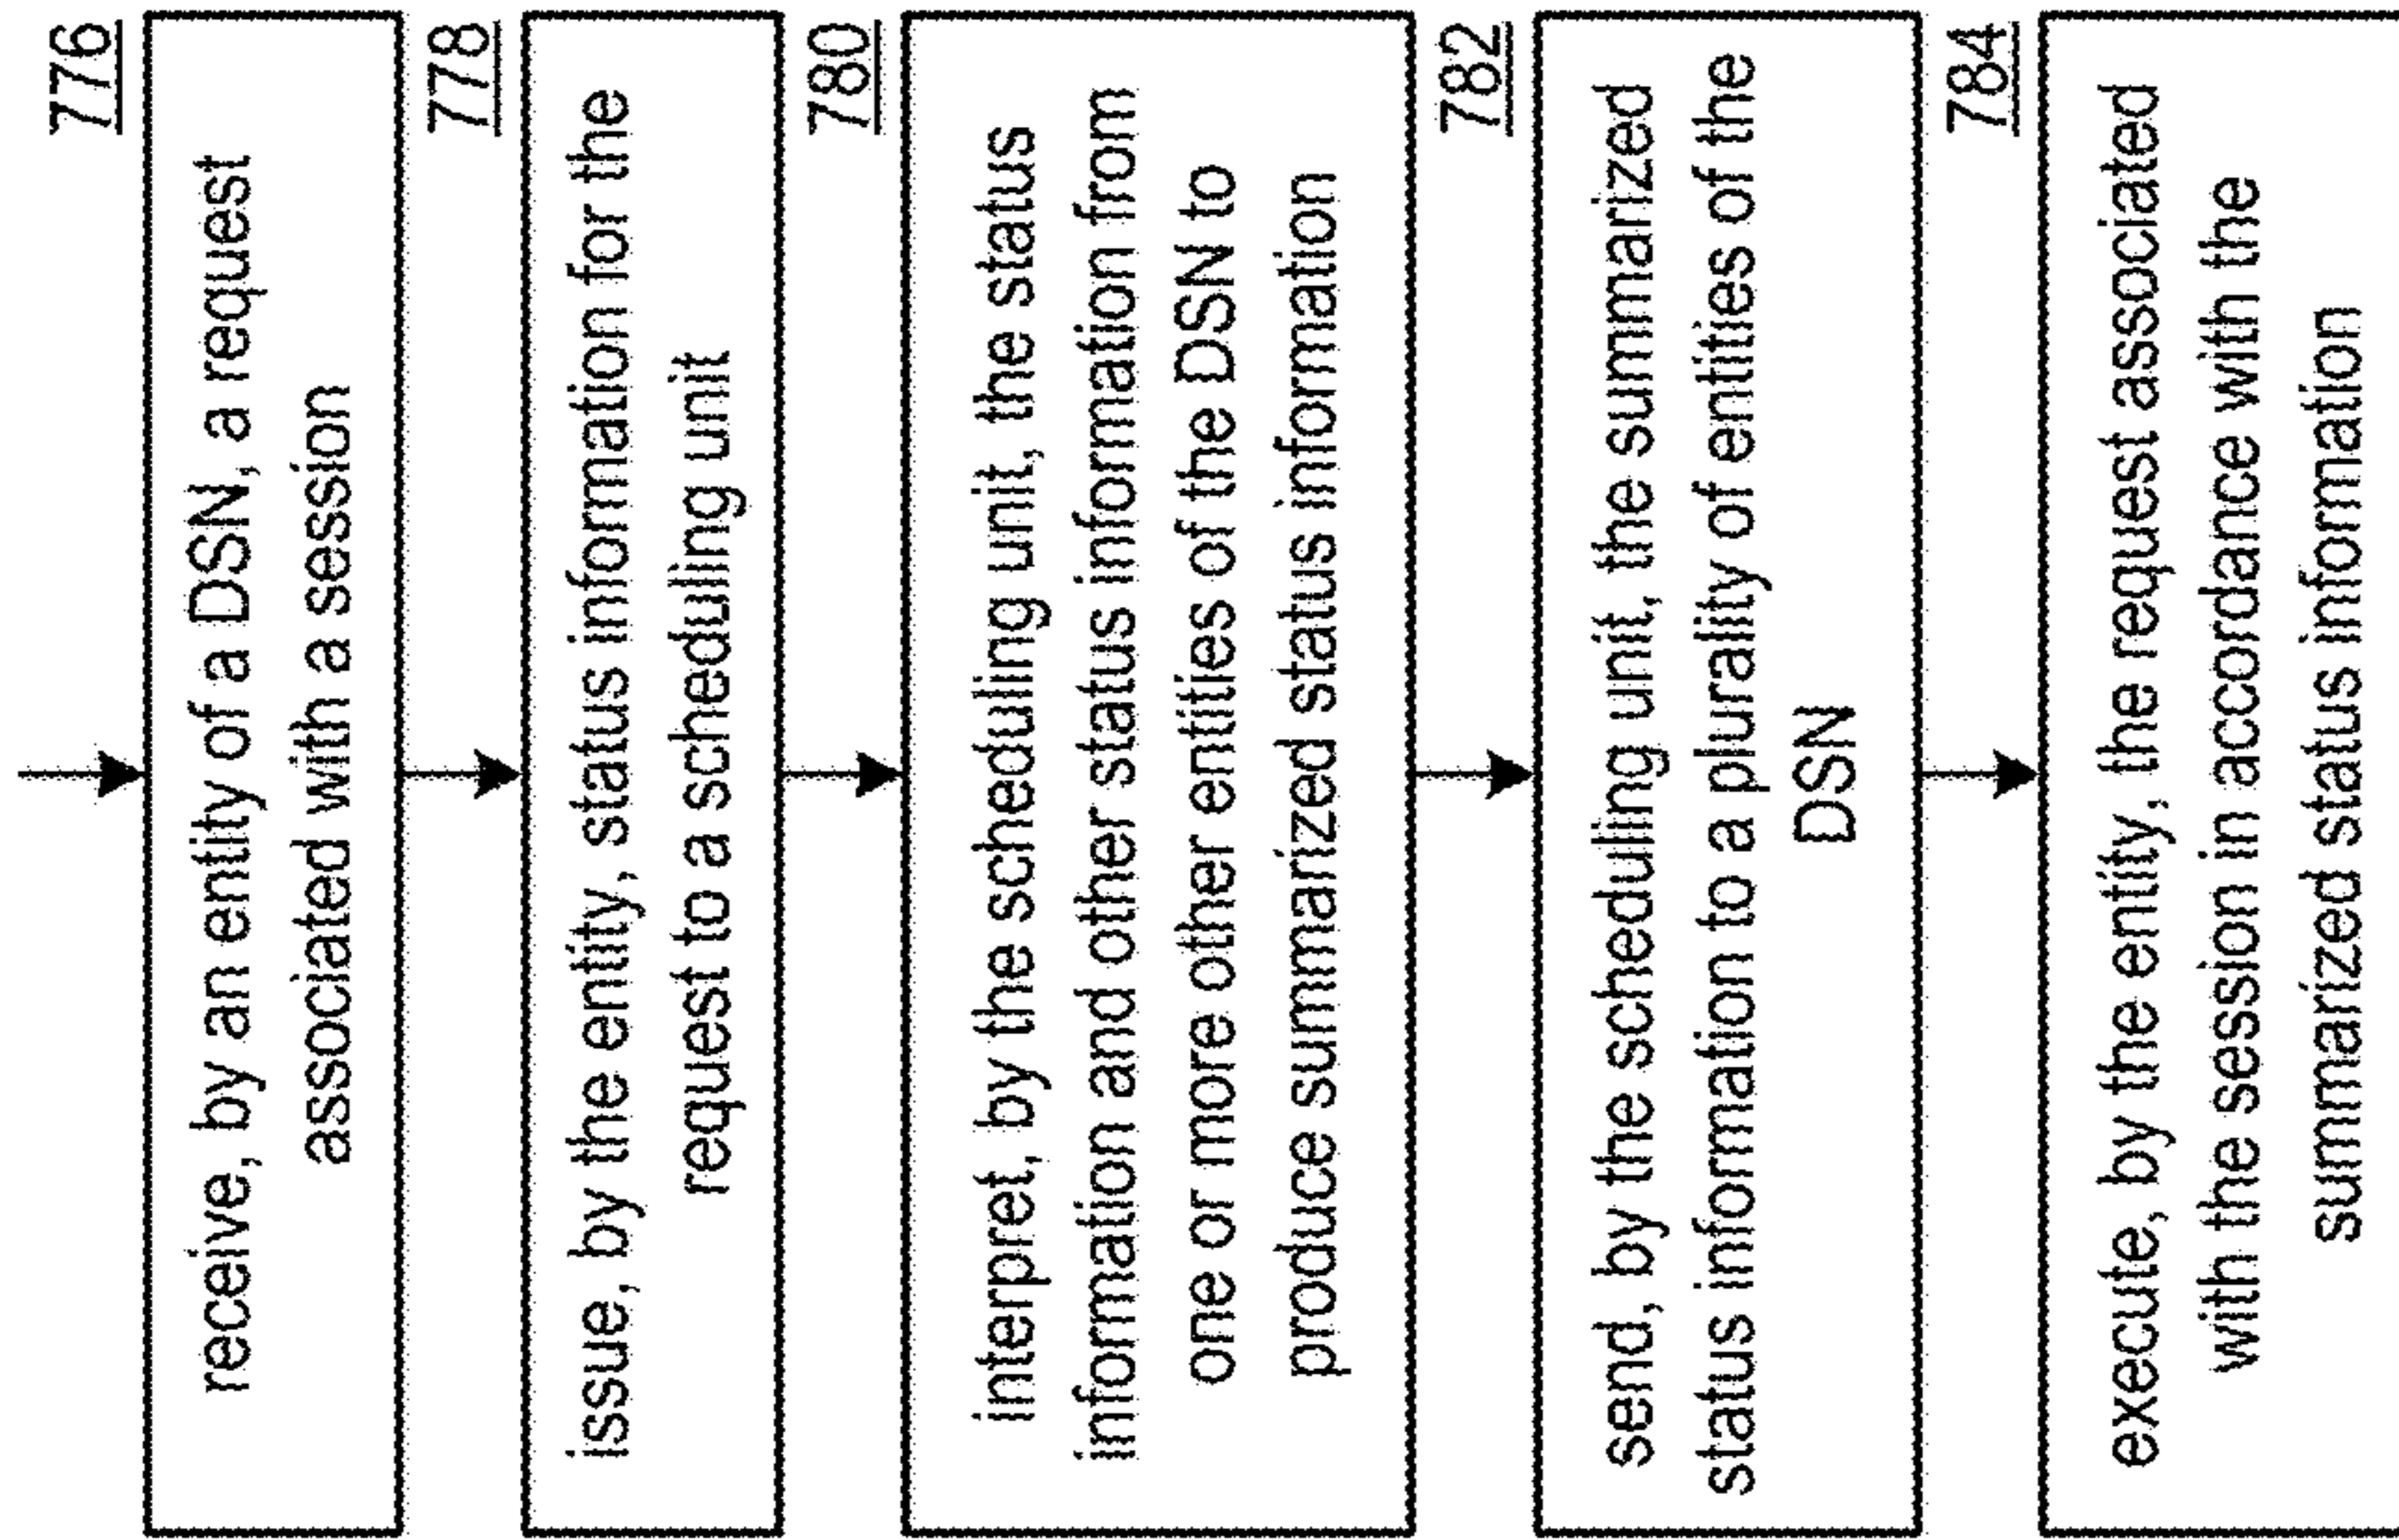 776
receive, by an entity of a DSN, a request
associated with a session
778
issue, by the entity, status information for the
request to a scheduling unit
780
interpret, by the scheduling unit, the status
information and other status information from
one or more other entities of the DSN to
produce summarized status information
782
send, by the scheduling unit, the summarized
status information to a plurality of entities of the
DSN
784
execute, by the entity, the request associated
with the session in accordance with the
summarized status information